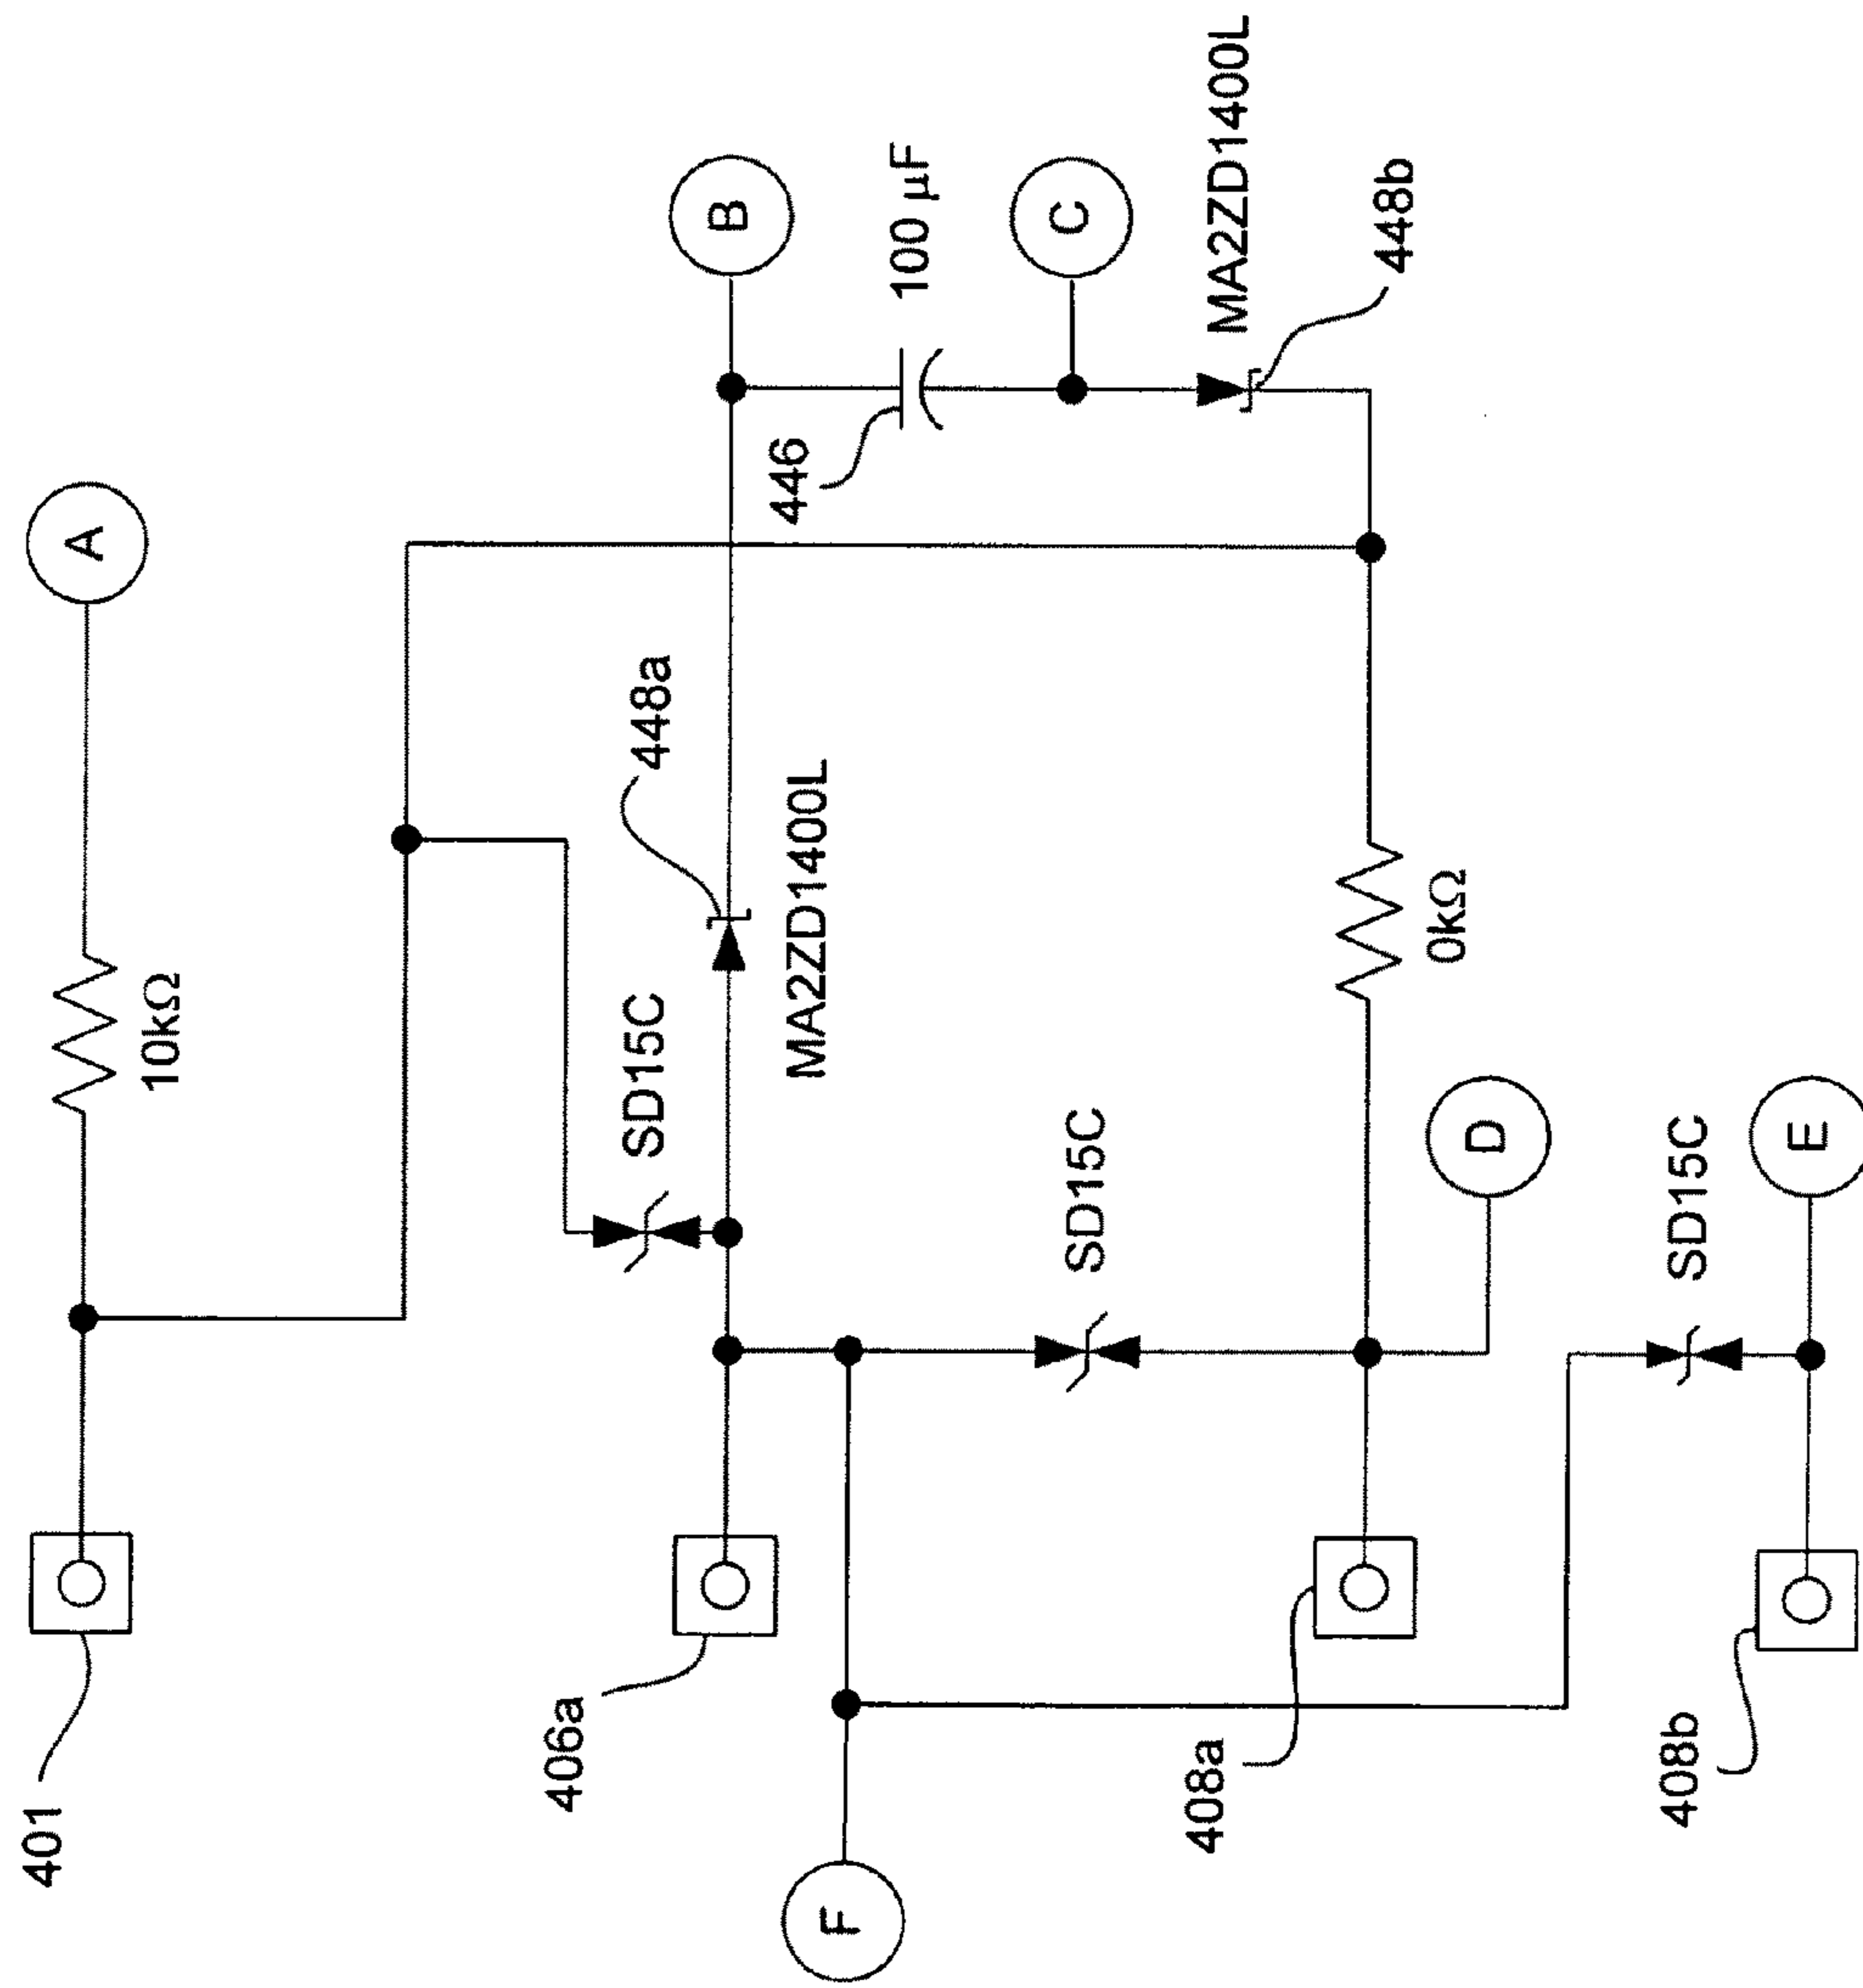 A
401
10kΩ
B
100 µF
446
C
MA2ZD1400L
448b
448a
MA2ZD1400L
SD15C
406a
F
SD15C
0kΩ
408a
D
SD15C
E
408b